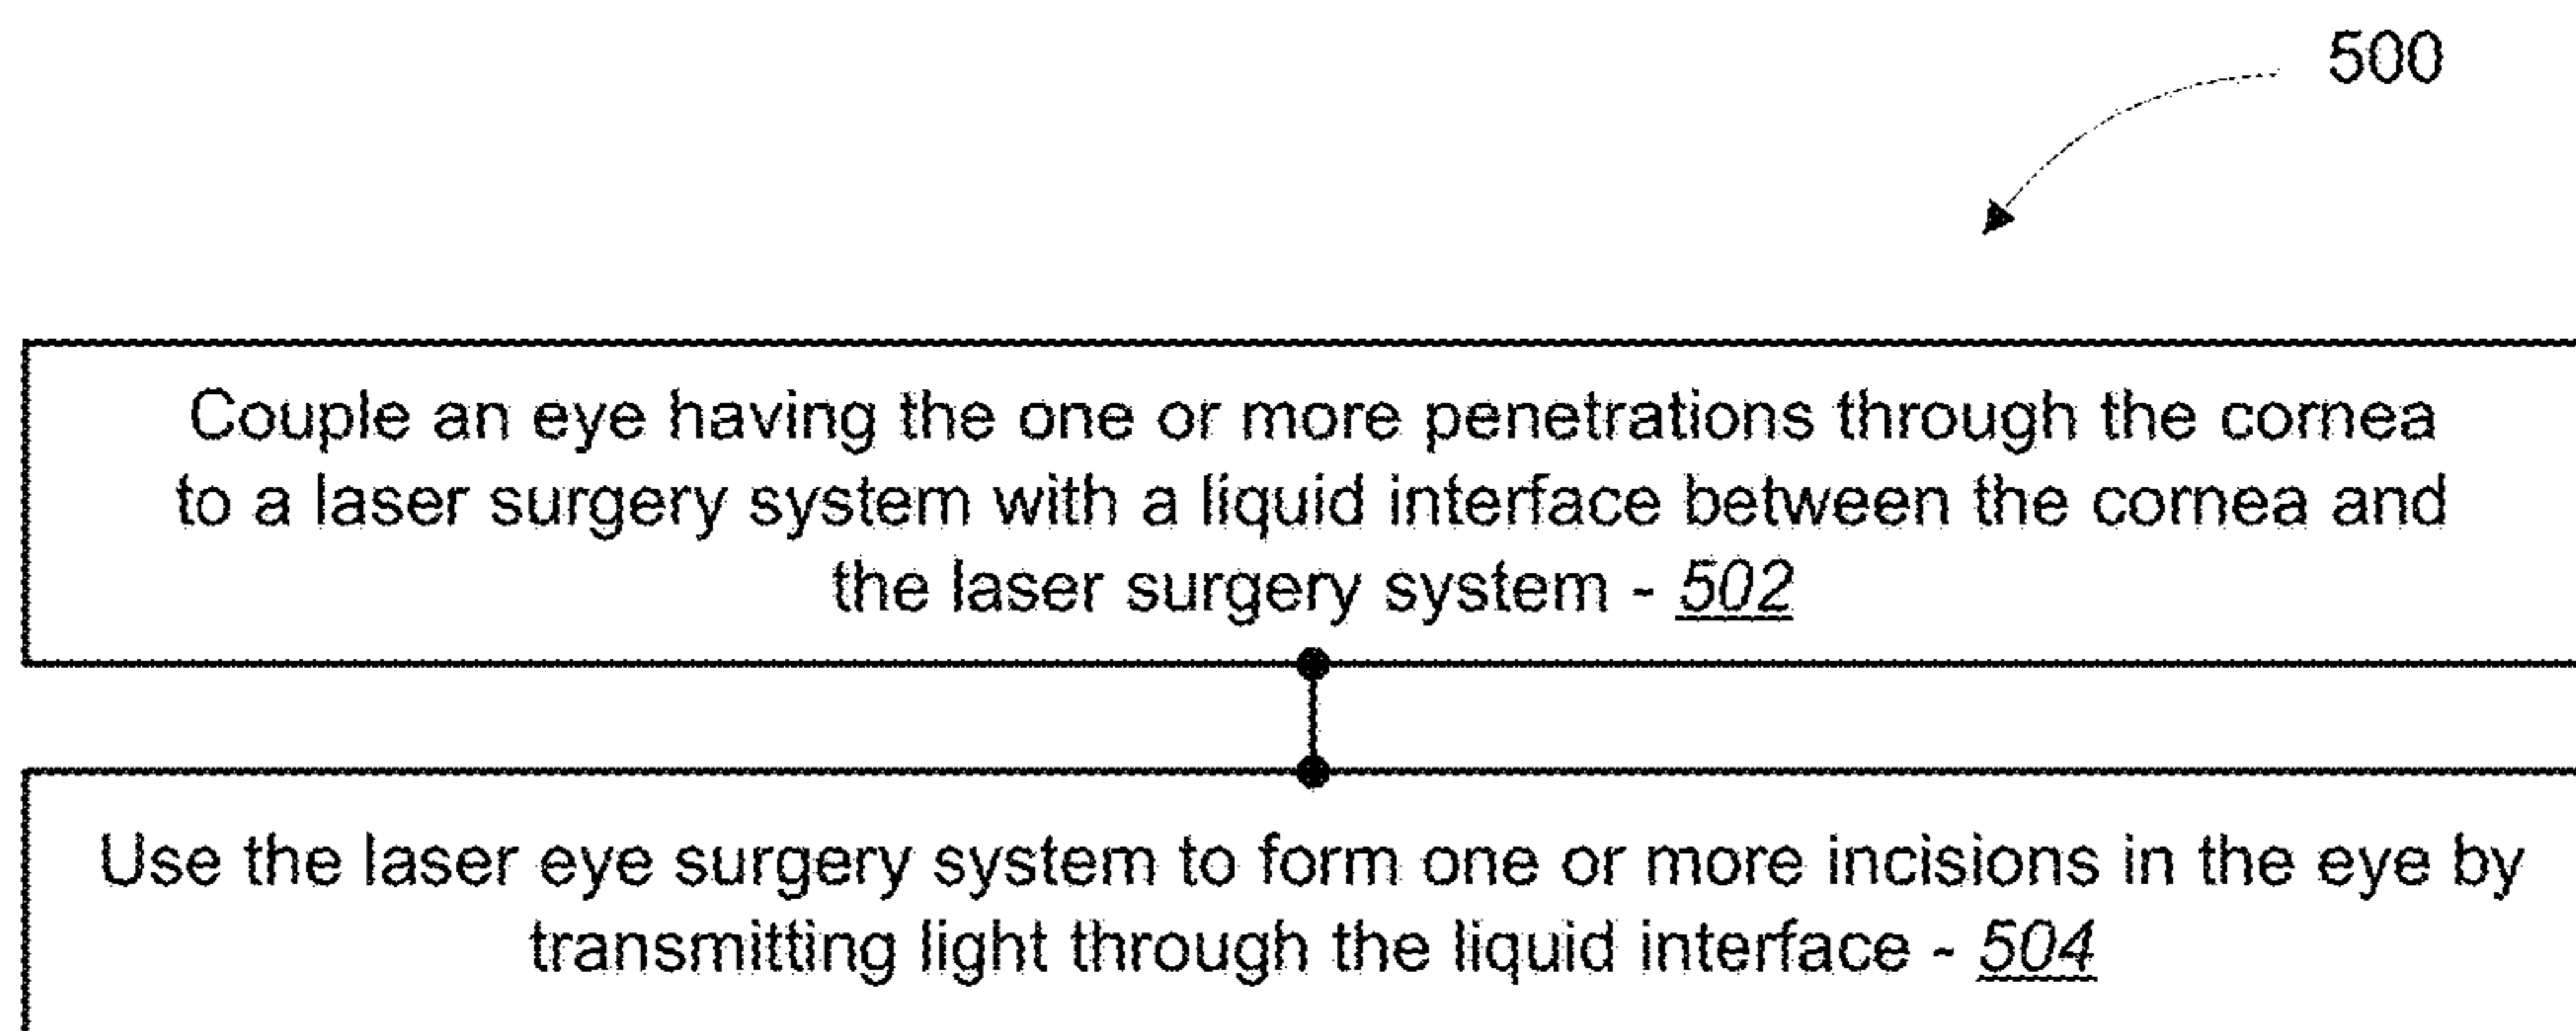 500
Couple an eye having the one or more penetrations through the cornea
to a laser surgery system with a liquid interface between the cornea and
the laser surgery system - 502
Use the laser eye surgery system to form one or more incisions in the eye by
transmitting light through the liquid interface - 504